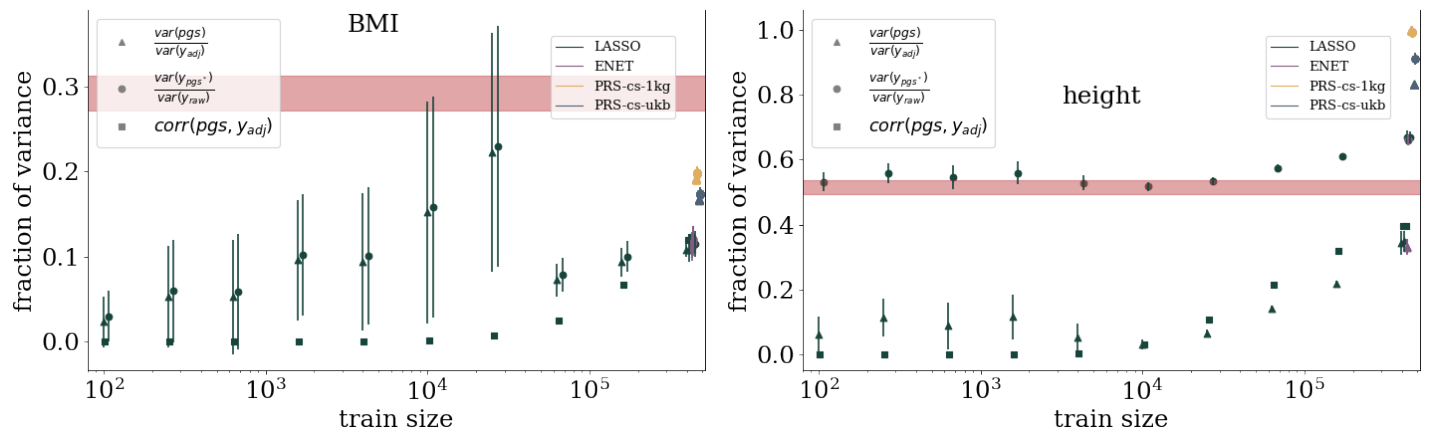 BMI
var(pgs)
var(y_adj)
var(y_pgs*)
var(y_raw)
corr(pgs, y_adj)
LASSO
ENET
PRS-cs-1kg
PRS-cs-ukb
fraction of variance
0.3
0.2
0.1
0.0
10^2
10^3
10^4
10^5
train size
height
var(pgs)
var(y_adj)
var(y_pgs*)
var(y_raw)
corr(pgs, y_adj)
LASSO
ENET
PRS-cs-1kg
PRS-cs-ukb
fraction of variance
1.0
0.8
0.6
0.4
0.2
0.0
10^2
10^3
10^4
10^5
train size